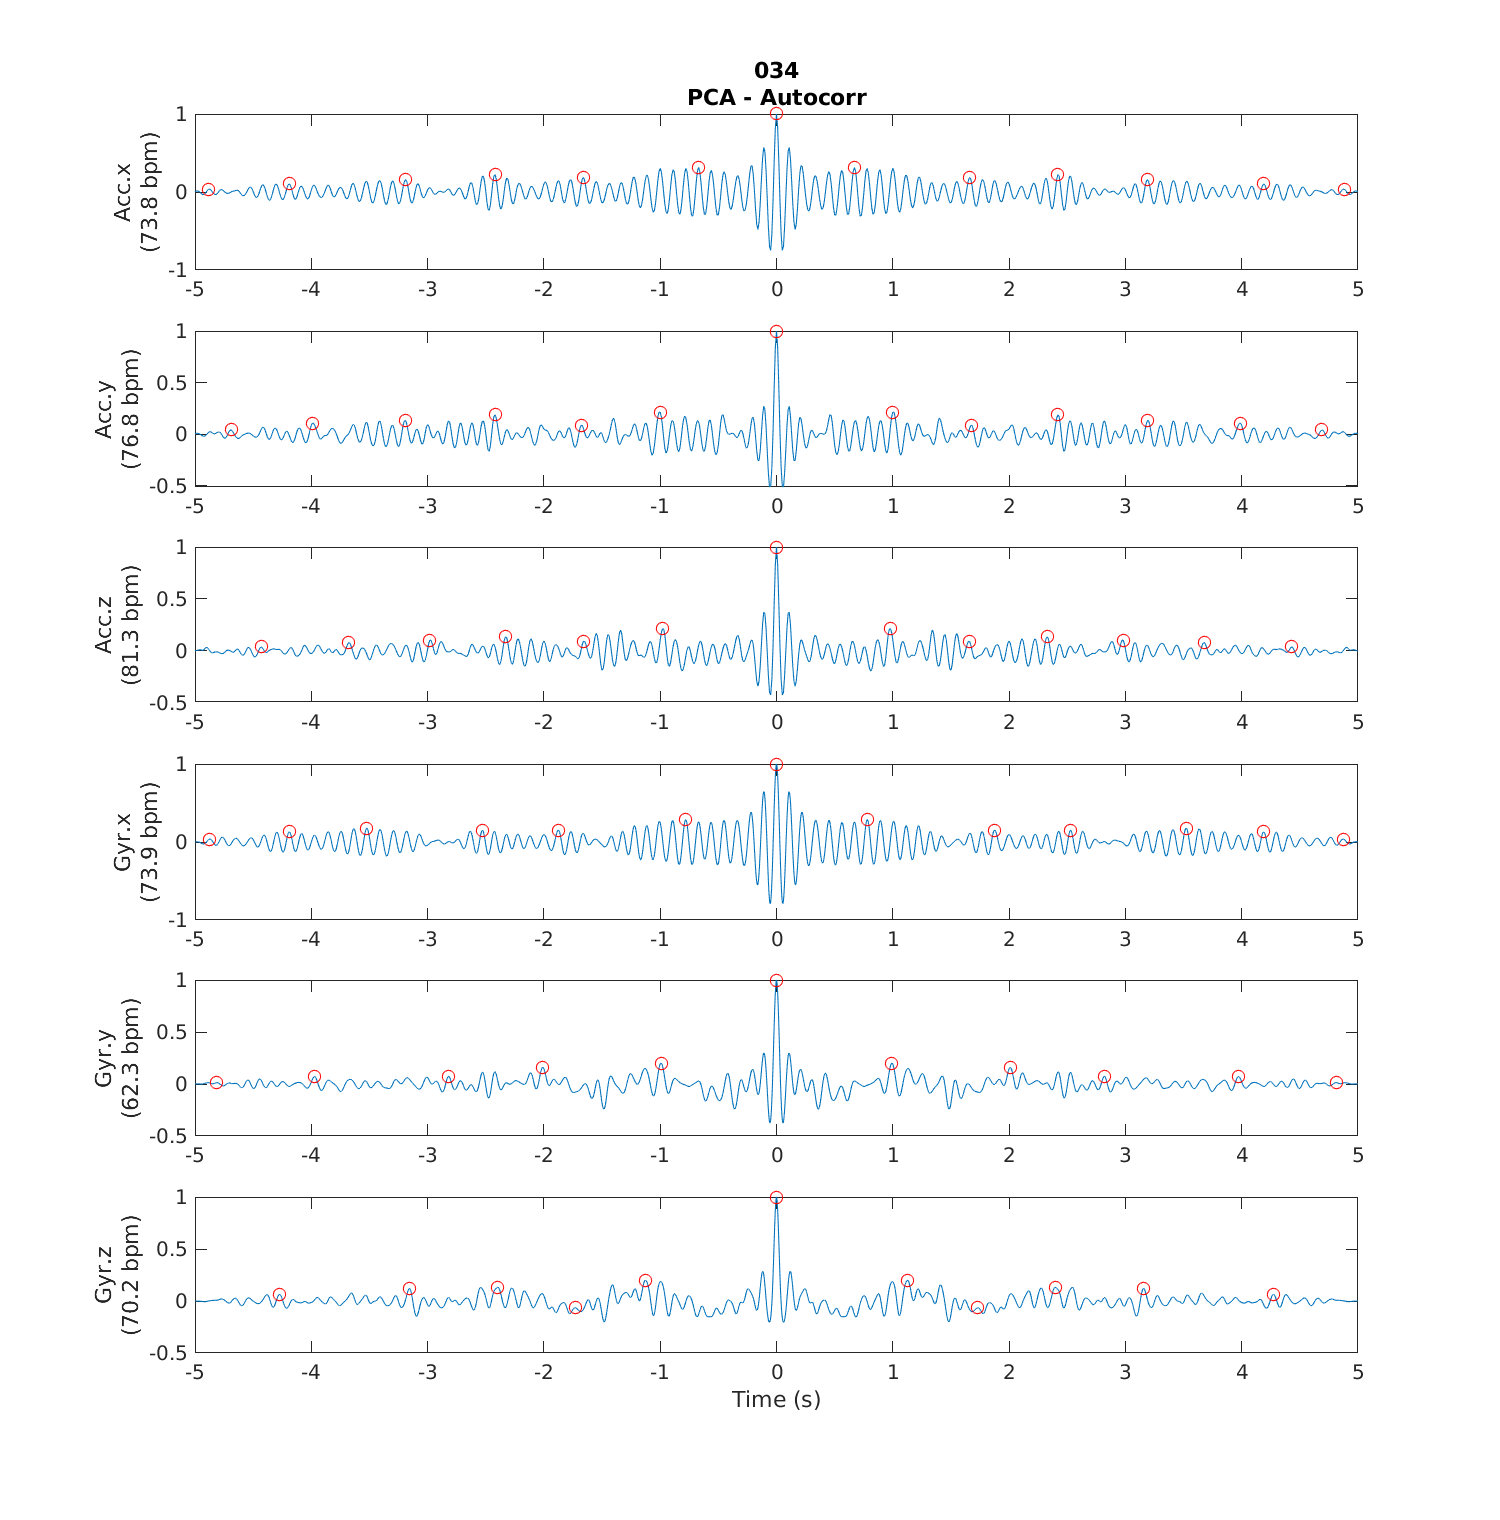 034
PCA - Autocorr
Acc.x
(73.8 bpm)
1
0
-1
-5 -4 -3 -2 -1 0 1 2 3 4 5
Acc.y
(76.8 bpm)
1
0.5
0
-0.5
-5 -4 -3 -2 -1 0 1 2 3 4 5
Acc.z
(81.3 bpm)
1
0.5
0
-0.5
-5 -4 -3 -2 -1 0 1 2 3 4 5
Gyr.x
(73.9 bpm)
1
0
-1
-5 -4 -3 -2 -1 0 1 2 3 4 5
Gyr.y
(62.3 bpm)
1
0.5
0
-0.5
-5 -4 -3 -2 -1 0 1 2 3 4 5
Gyr.z
(70.2 bpm)
1
0.5
0
-0.5
-5 -4 -3 -2 -1 0 1 2 3 4 5
Time (s)